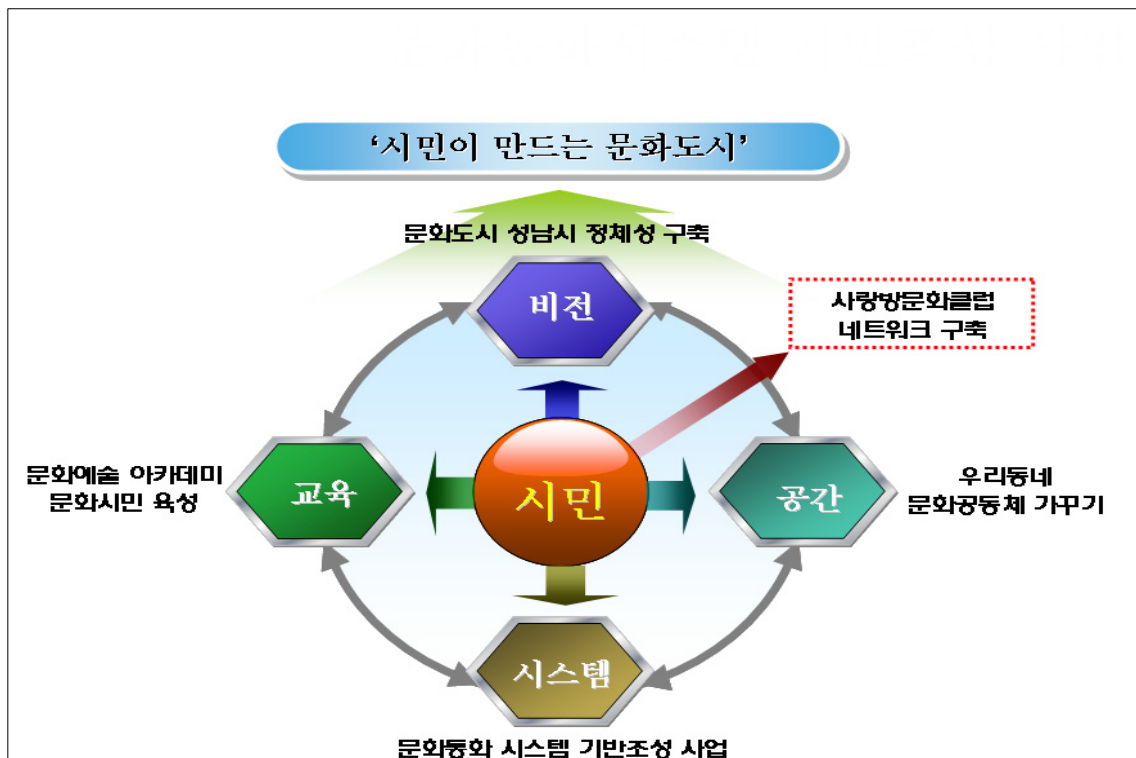 ‘시민이 만드는 문화도시’
문화도시 성남시 정체성 구축
비전
사랑방문화클럽
네트워크 구축
문화예술 아카데미
문화시민 육성
교육
시민
공간
우리동네
문화공동체 가꾸기
시스템
문화통화 시스템 기반조성 사업